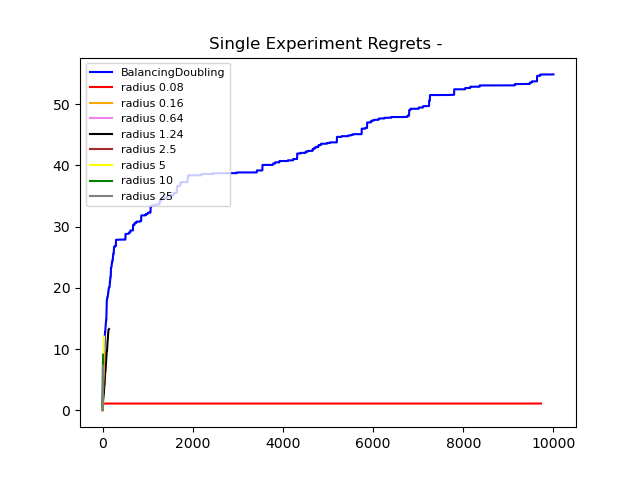 Single Experiment Regrets -
BalancingDoubling
radius 0.08
radius 0.16
radius 0.64
radius 1.24
radius 2.5
radius 5
radius 10
radius 25
50
40
30
20
10
0
0 2000 4000 6000 8000 10000